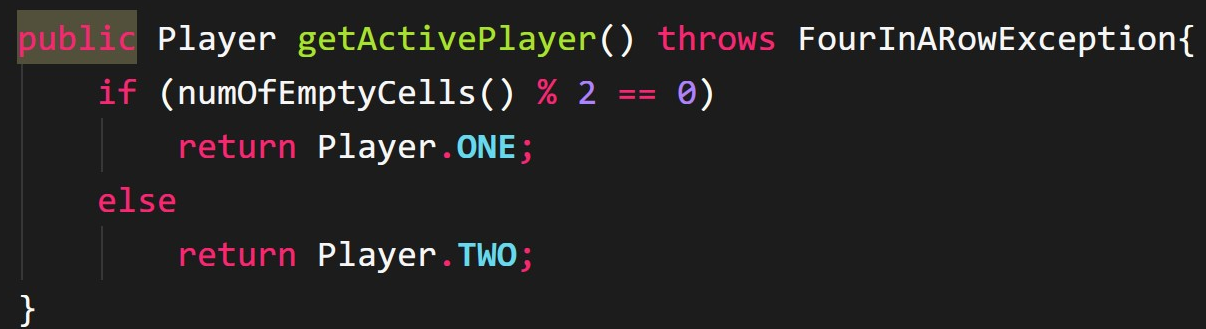 public Player getActivePlayer() throws FourInARowException{
    if (numOfEmptyCells() % 2 == 0)
        return Player.ONE;
    else
        return Player.TWO;
}